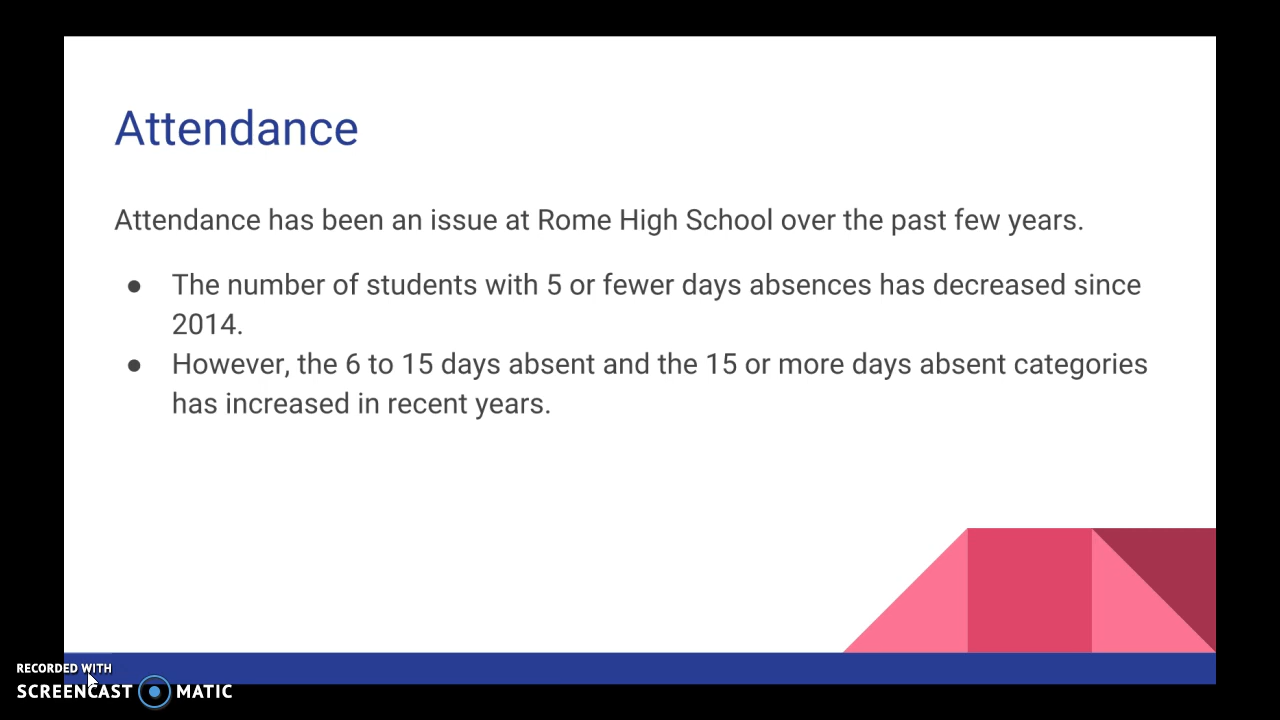 Attendance
Attendance has been an issue at Rome High School over the past few years.
● The number of students with 5 or fewer days absences has decreased since
2014.
● However, the 6 to 15 days absent and the 15 or more days absent categories
has increased in recent years.
RECORDED WITH
SCREENCAST MATIC